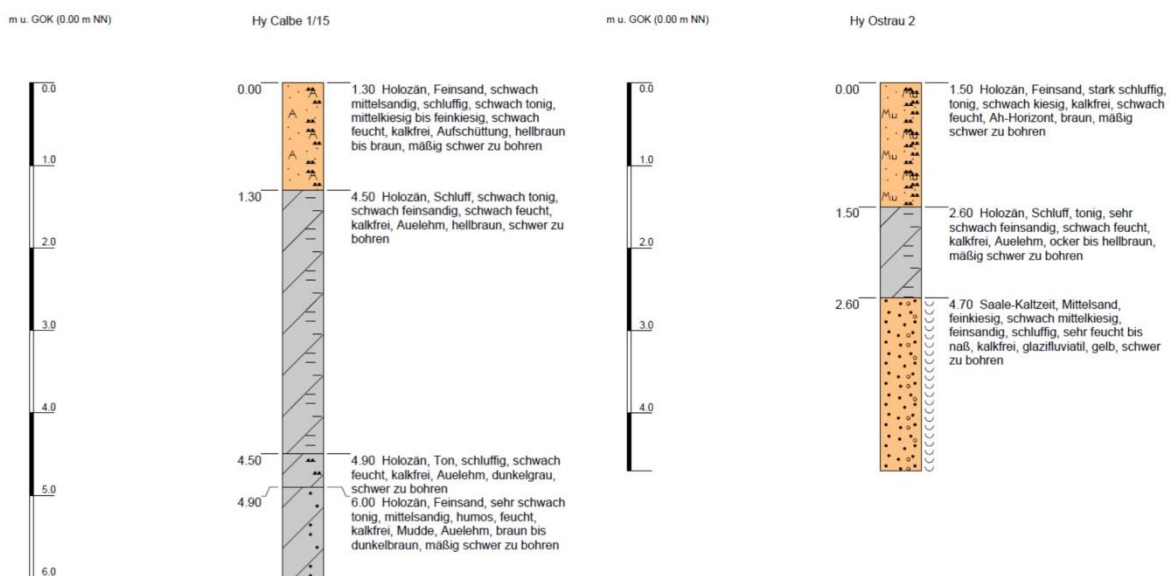 m u. GOK (0.00 m NN)
Hy Calbe 1/15
0.0
1.0
2.0
3.0
4.0
5.0
6.0
0.00
1.30 Holozän, Feinsand, schwach
mittelsandig, schluffig, schwach tonig,
mittelkiesig bis feinkiesig, schwach
feucht, kalkfrei, Aufschüttung, hellbraun
bis braun, mäßig schwer zu bohren
A
A
A
A
A
1.30
4.50 Holozän, Schluff, schwach tonig,
schwach feinsandig, schwach feucht,
kalkfrei, Auelehm, hellbraun, schwer zu
bohren
4.50
4.90 Holozän, Ton, schluffig, schwach
feucht, kalkfrei, Auelehm, dunkelgrau,
schwer zu bohren
4.90
6.00 Holozän, Feinsand, sehr schwach
tonig, mittelsandig, humos, feucht,
kalkfrei, Mudde, Auelehm, braun bis
dunkelbraun, mäßig schwer zu bohren
m u. GOK (0.00 m NN)
Hy Ostrau 2
0.0
1.0
2.0
3.0
4.0
0.00
1.50 Holozän, Feinsand, stark schluffig,
tonig, schwach kiesig, kalkfrei, schwach
feucht, Ah-Horizont, braun, mäßig
schwer zu bohren
Mu
Mu
Mu
Mu
Mu
Mu
Mu
1.50
2.60 Holozän, Schluff, tonig, sehr
schwach feinsandig, schwach feucht,
kalkfrei, Auelehm, ocker bis hellbraun,
mäßig schwer zu bohren
2.60
4.70 Saale-Kaltzeit, Mittelsand,
feinkiesig, schwach mittelkiesig,
feinsandig, schluffig, sehr feucht bis
naß, kalkfrei, glazifluviatil, gelb, schwer
zu bohren